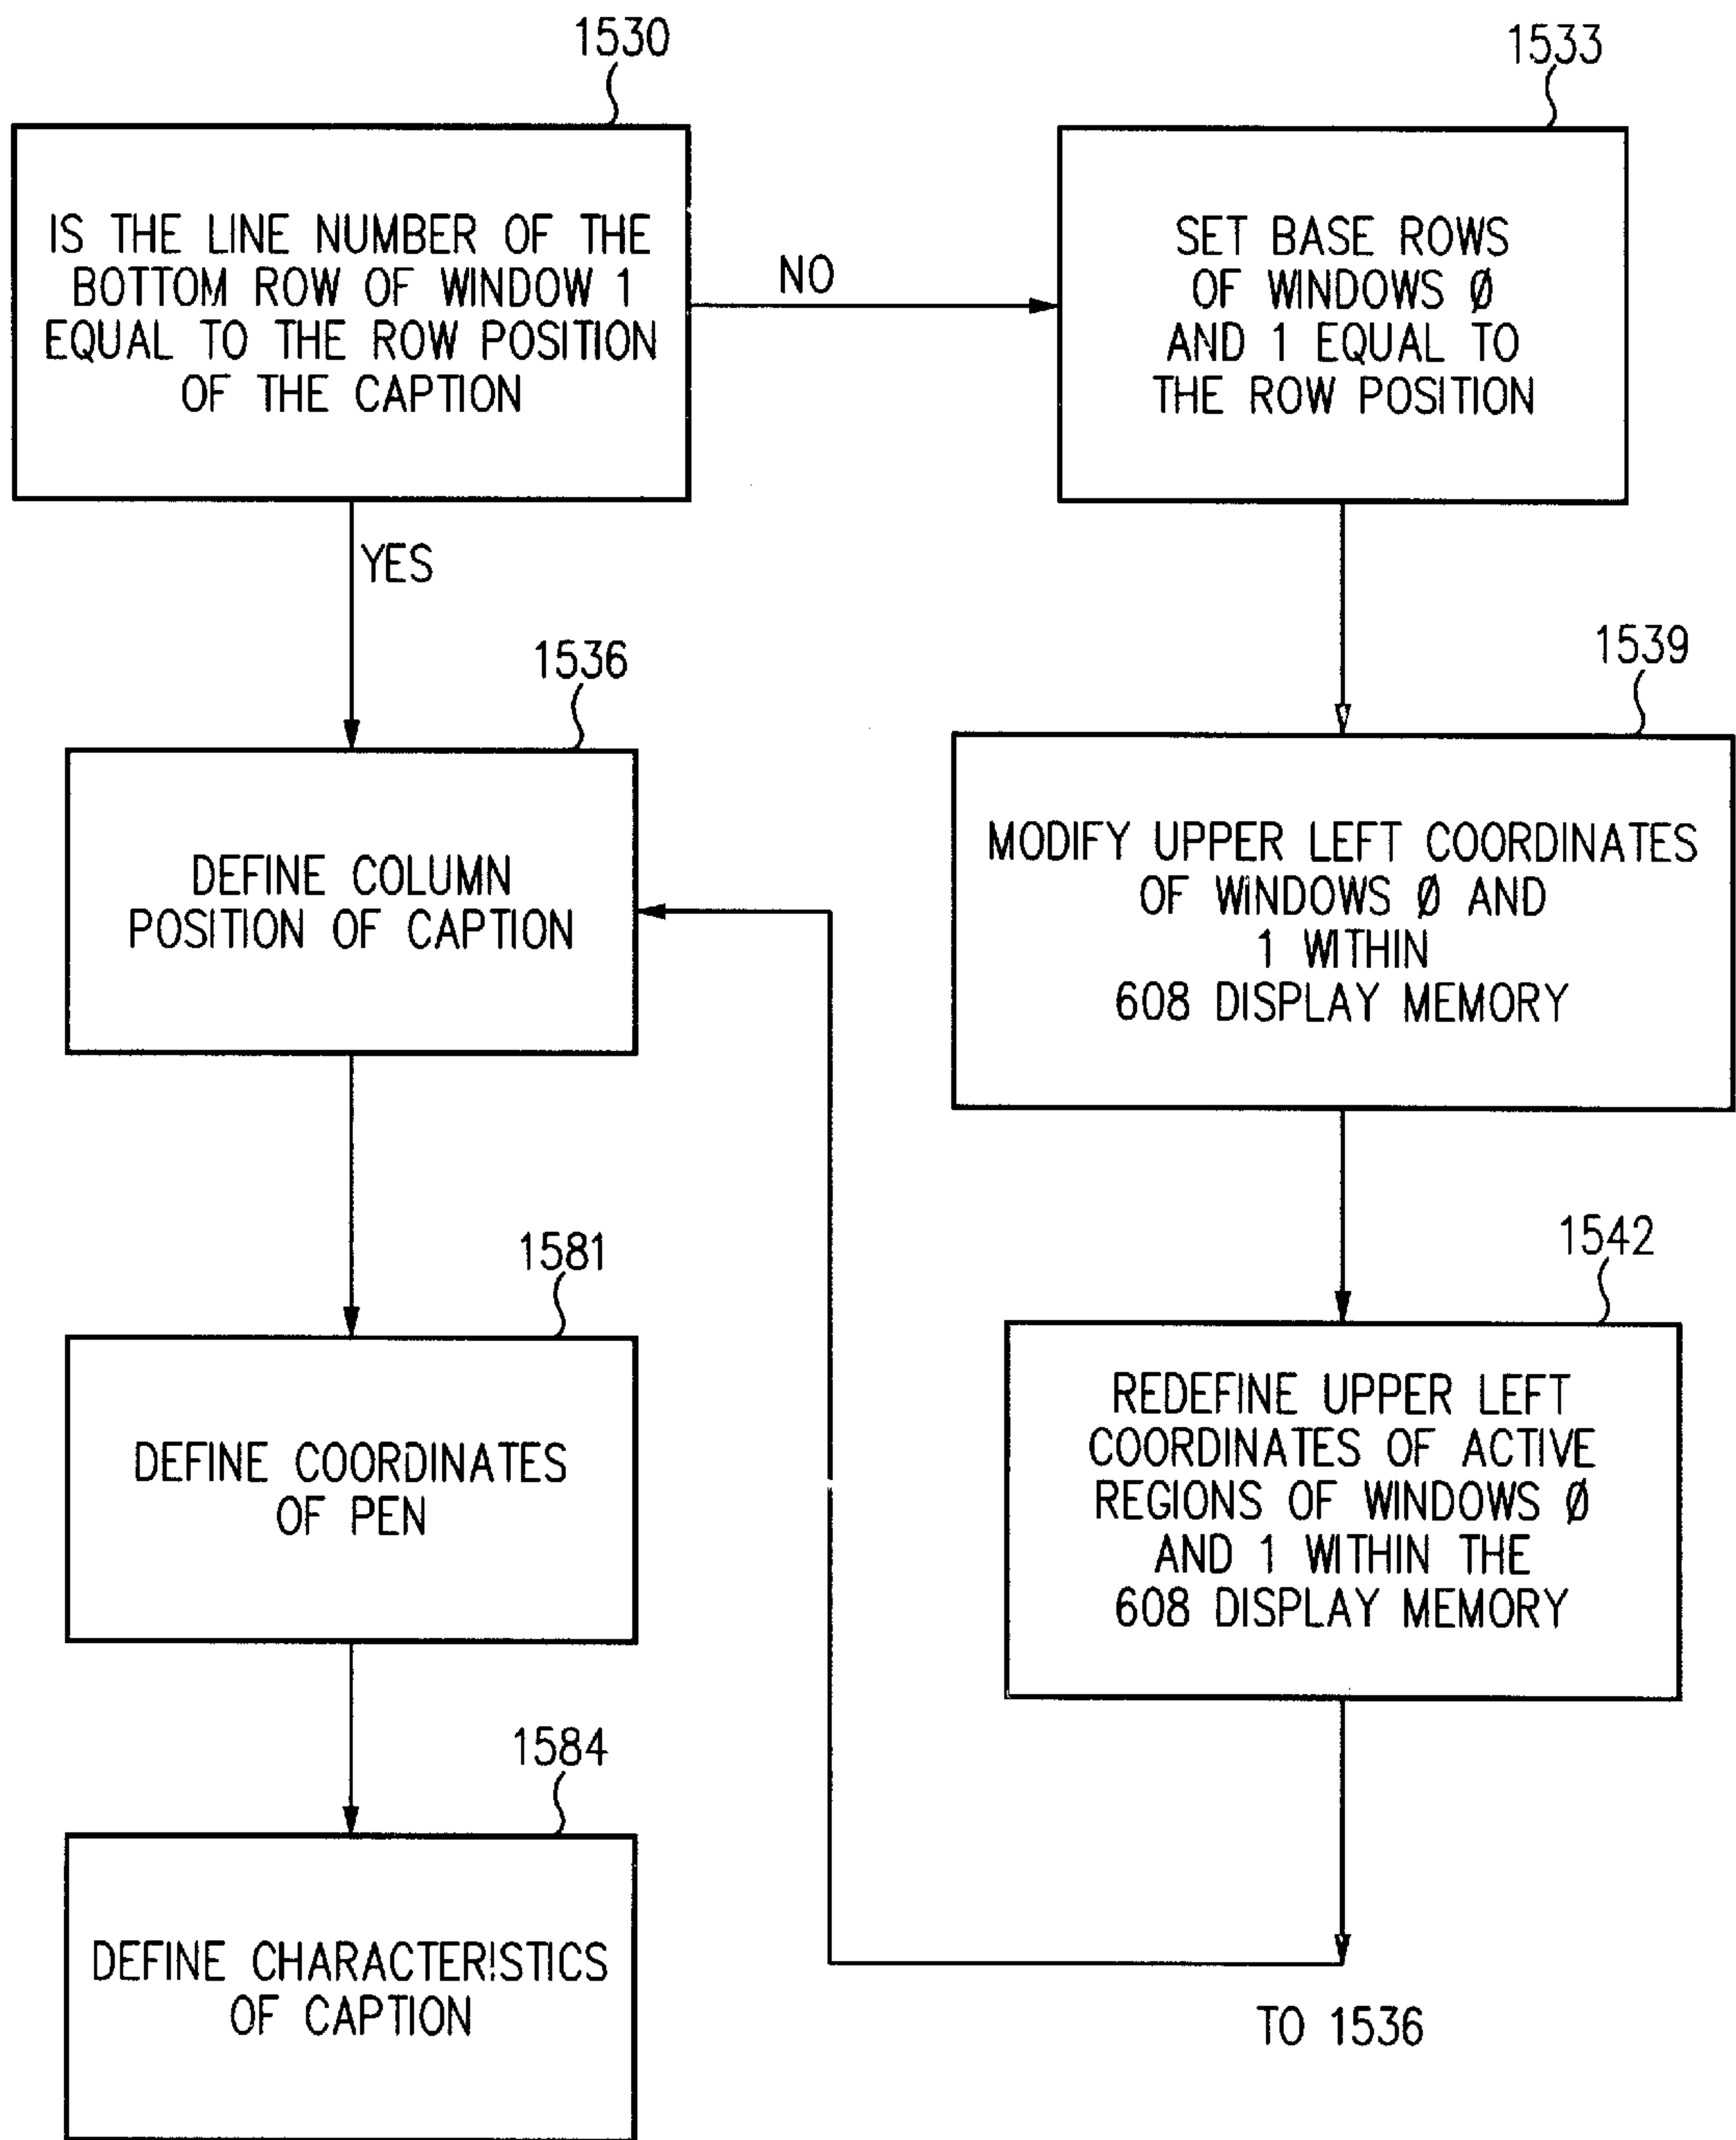 1530
IS THE LINE NUMBER OF THE
BOTTOM ROW OF WINDOW 1
EQUAL TO THE ROW POSITION
OF THE CAPTION
NO
1533
SET BASE ROWS
OF WINDOWS Ø
AND 1 EQUAL TO
THE ROW POSITION
YES
1536
DEFINE COLUMN
POSITION OF CAPTION
1539
MODIFY UPPER LEFT COORDINATES
OF WINDOWS Ø AND
1 WITHIN
608 DISPLAY MEMORY
1581
DEFINE COORDINATES
OF PEN
1542
REDEFINE UPPER LEFT
COORDINATES OF ACTIVE
REGIONS OF WINDOWS Ø
AND 1 WITHIN THE
608 DISPLAY MEMORY
1584
DEFINE CHARACTERISTICS
OF CAPTION
TO 1536